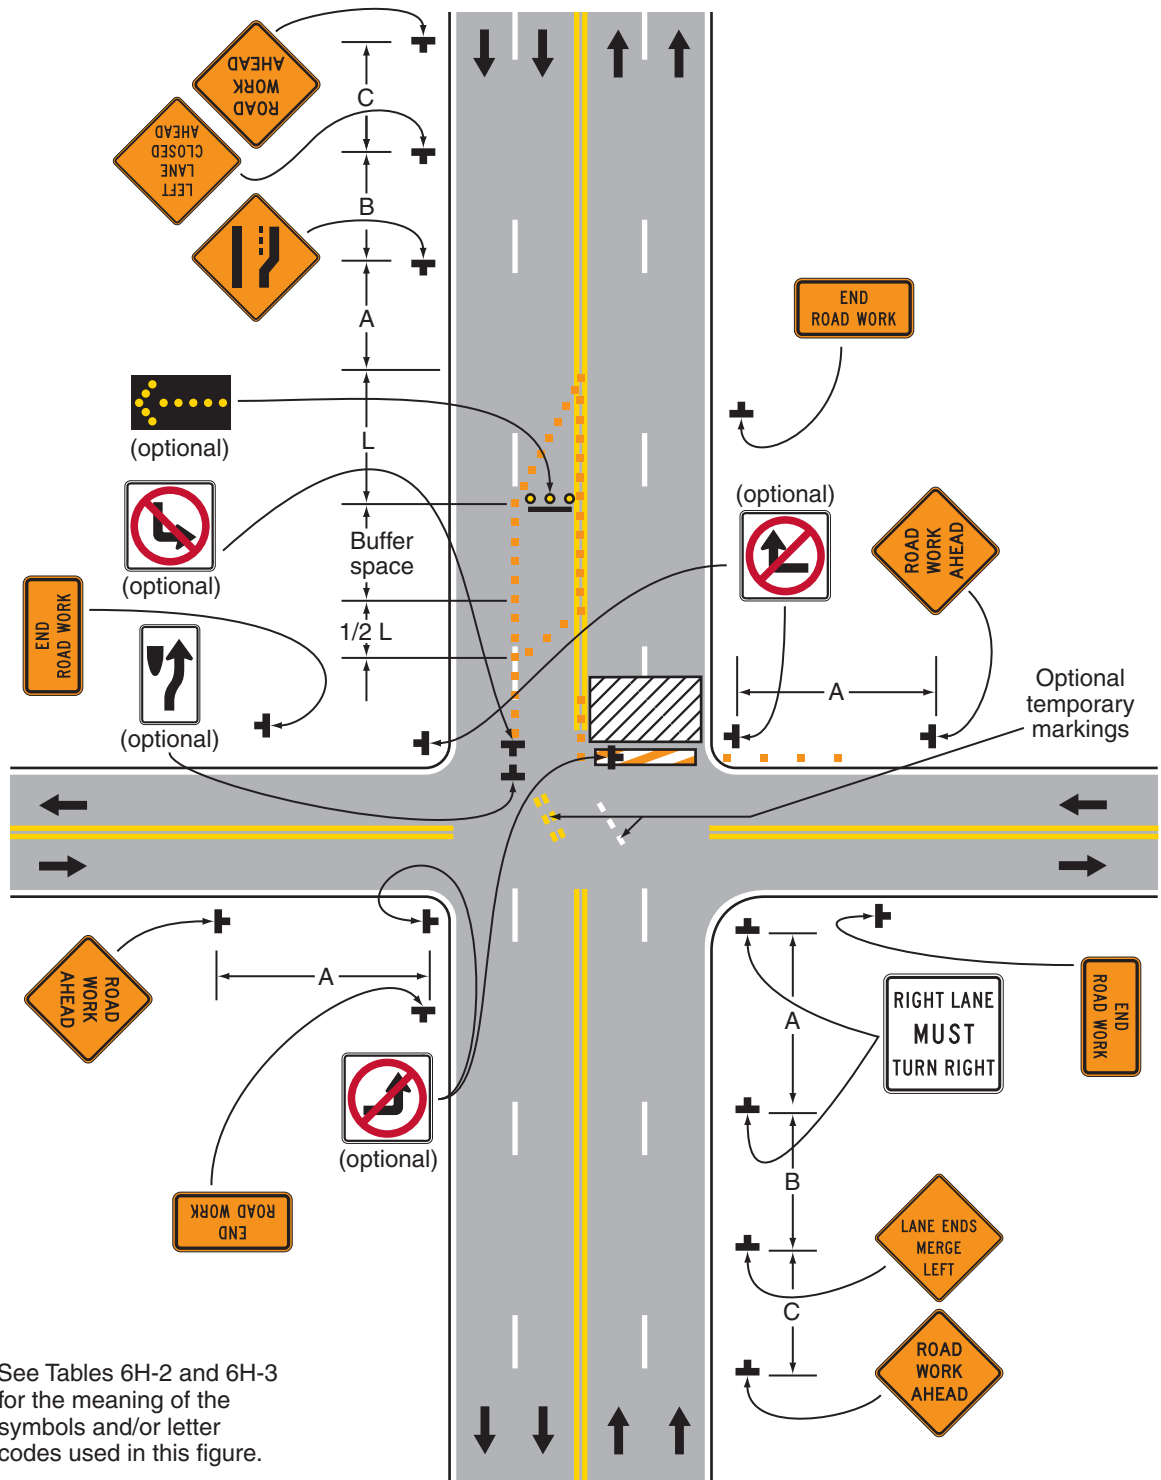 ROAD
WORK
AHEAD
C
LEFT
LANE
CLOSED
AHEAD
B
A
END
ROAD WORK
(optional)
L
(optional)
ROAD
WORK
AHEAD
Buffer
space
(optional)
END
ROAD WORK
1/2 L
(optional)
A
Optional
temporary
markings
ROAD
WORK
AHEAD
A
END
ROAD WORK
RIGHT LANE
MUST
TURN RIGHT
A
END
ROAD WORK
(optional)
B
LANE ENDS
MERGE
LEFT
C
ROAD
WORK
AHEAD
See Tables 6H-2 and 6H-3
for the meaning of the
symbols and/or letter
codes used in this figure.